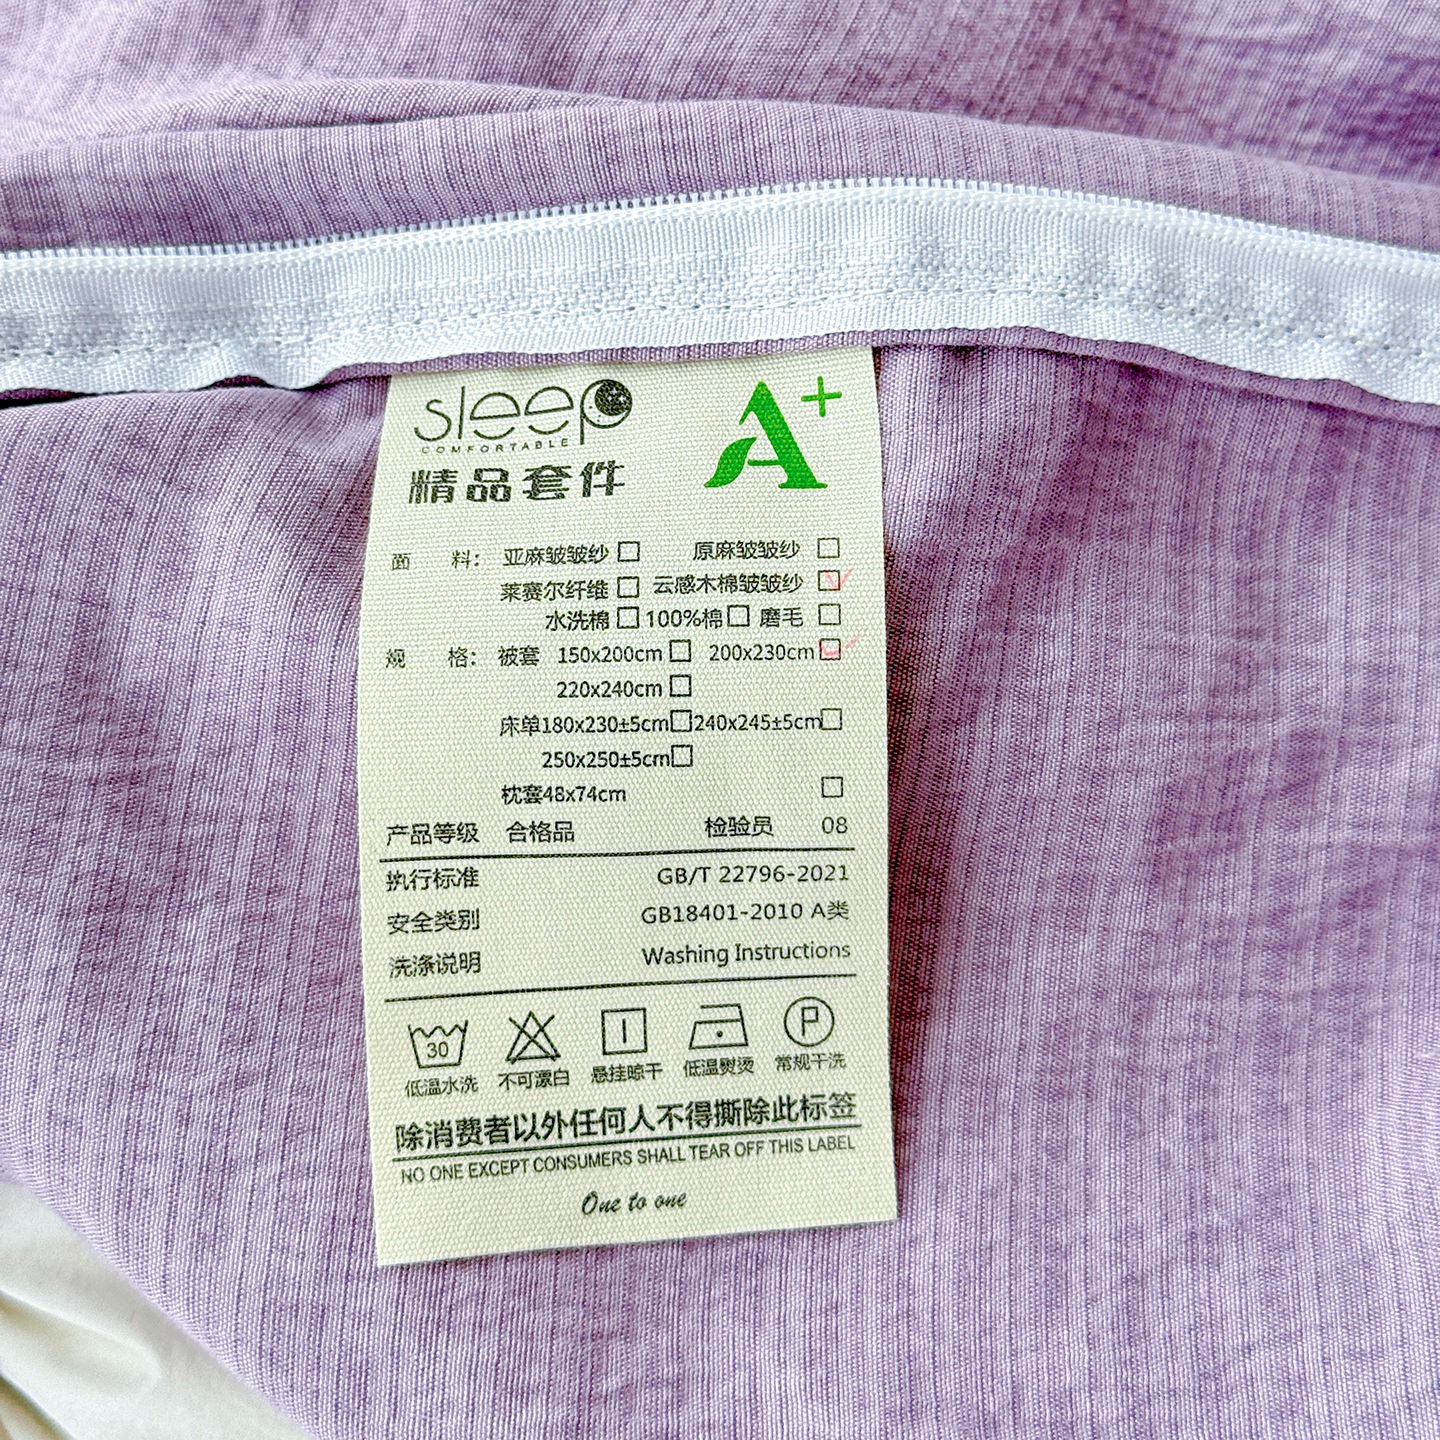 sleep
COMFORTABLE
A+
精品套件
面 料： 亚麻皱皱纱□ 原麻皱皱纱□
莱赛尔纤维□ 云感木棉皱皱纱☑
水洗棉□ 100%棉□ 磨毛□
规 格： 被套 150x200cm□ 200x230cm☑
220x240cm□
床单180x230±5cm□ 240x245±5cm□
250x250±5cm□
枕套48x74cm □
产品等级 合格品 检验员 08
执行标准 GB/T 22796-2021
安全类别 GB18401-2010 A类
洗涤说明 Washing Instructions
30 P
低温水洗 不可漂白 悬挂晾干 低温熨烫 常规干洗
除消费者以外任何人不得撕除此标签
NO ONE EXCEPT CONSUMERS SHALL TEAR OFF THIS LABEL
One to one